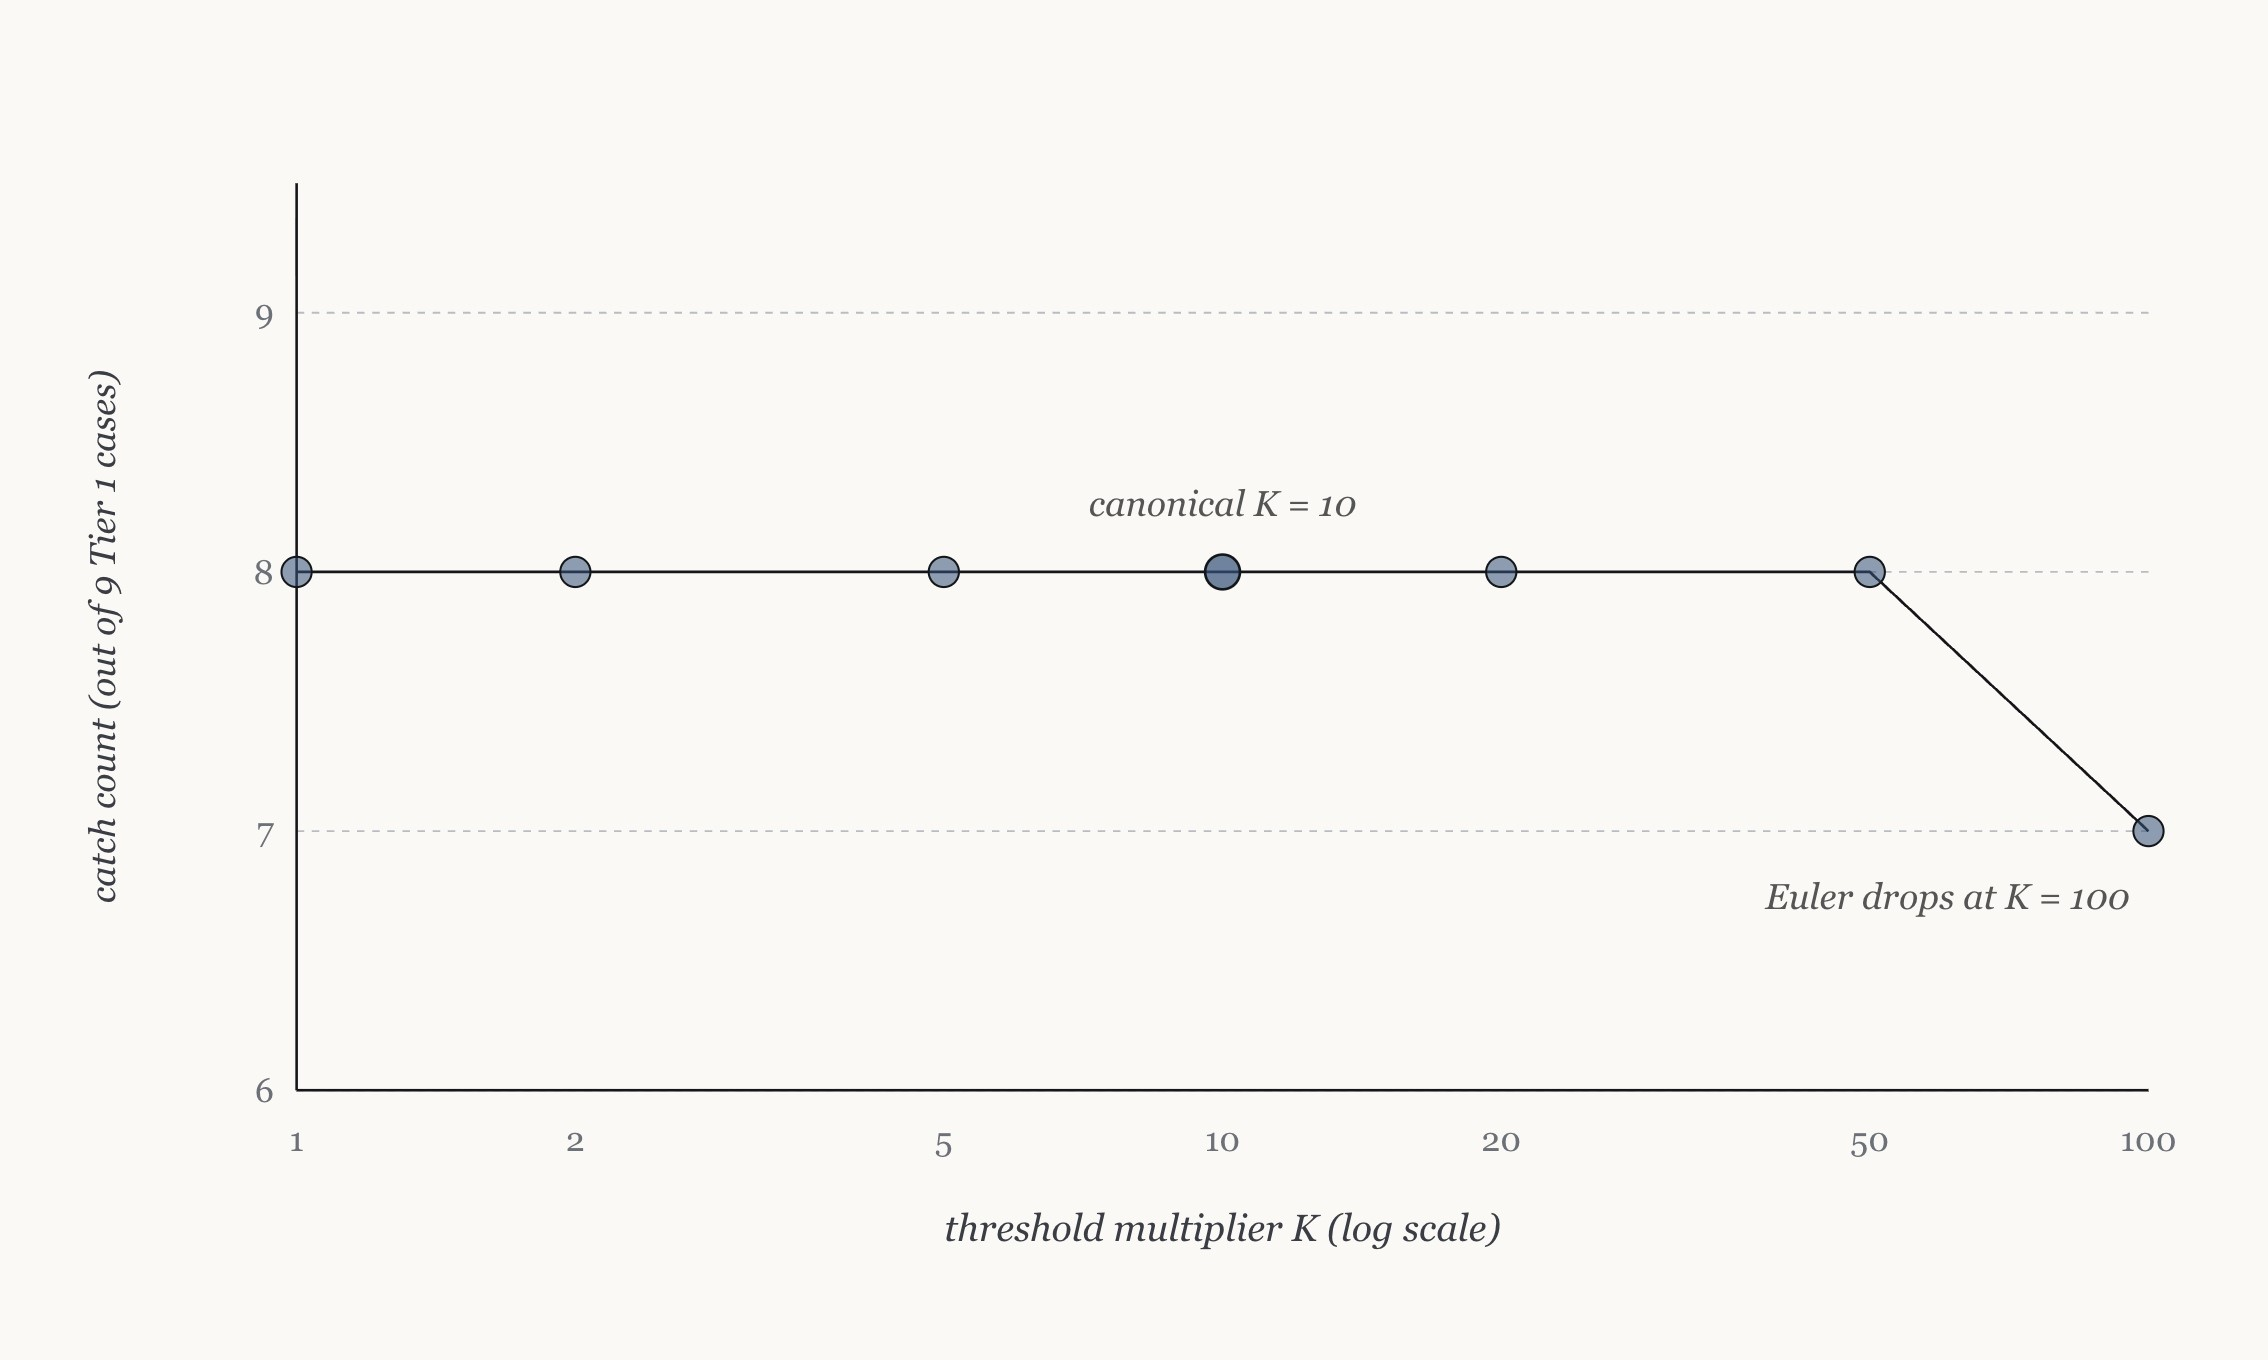 9
canonical K = 10
8
7
Euler drops at K = 100
6
1 2 5 10 20 50 100
threshold multiplier K (log scale)
catch count (out of 9 Tier 1 cases)